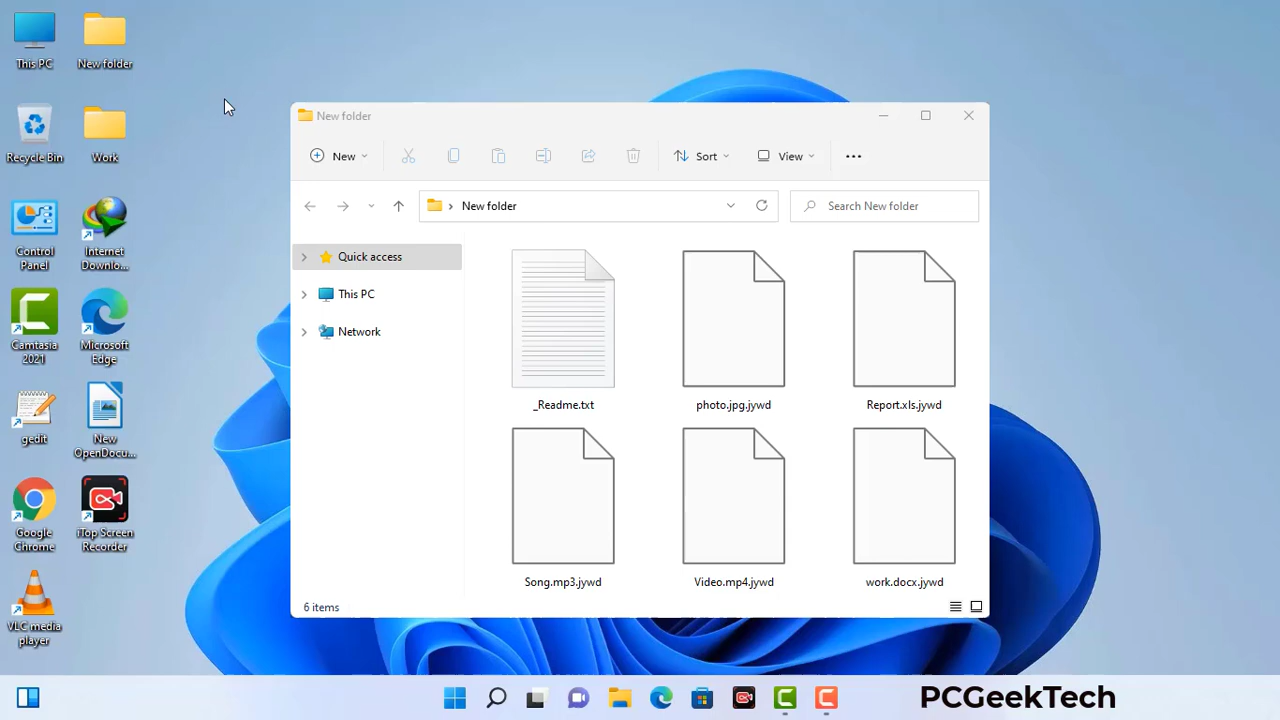 This PC
New folder
Recycle Bin
Work
Control
Panel
Internet
Downlo...
Camtasia
2021
Microsoft
Edge
gedit
New
OpenDocu...
Google
Chrome
iTop Screen
Recorder
VLC media
player
New folder
New
Sort
View
New folder
Search New folder
Quick access
This PC
Network
_Readme.txt
photo.jpg.jywd
Report.xls.jywd
Song.mp3.jywd
Video.mp4.jywd
work.docx.jywd
6 items
PCGeekTech